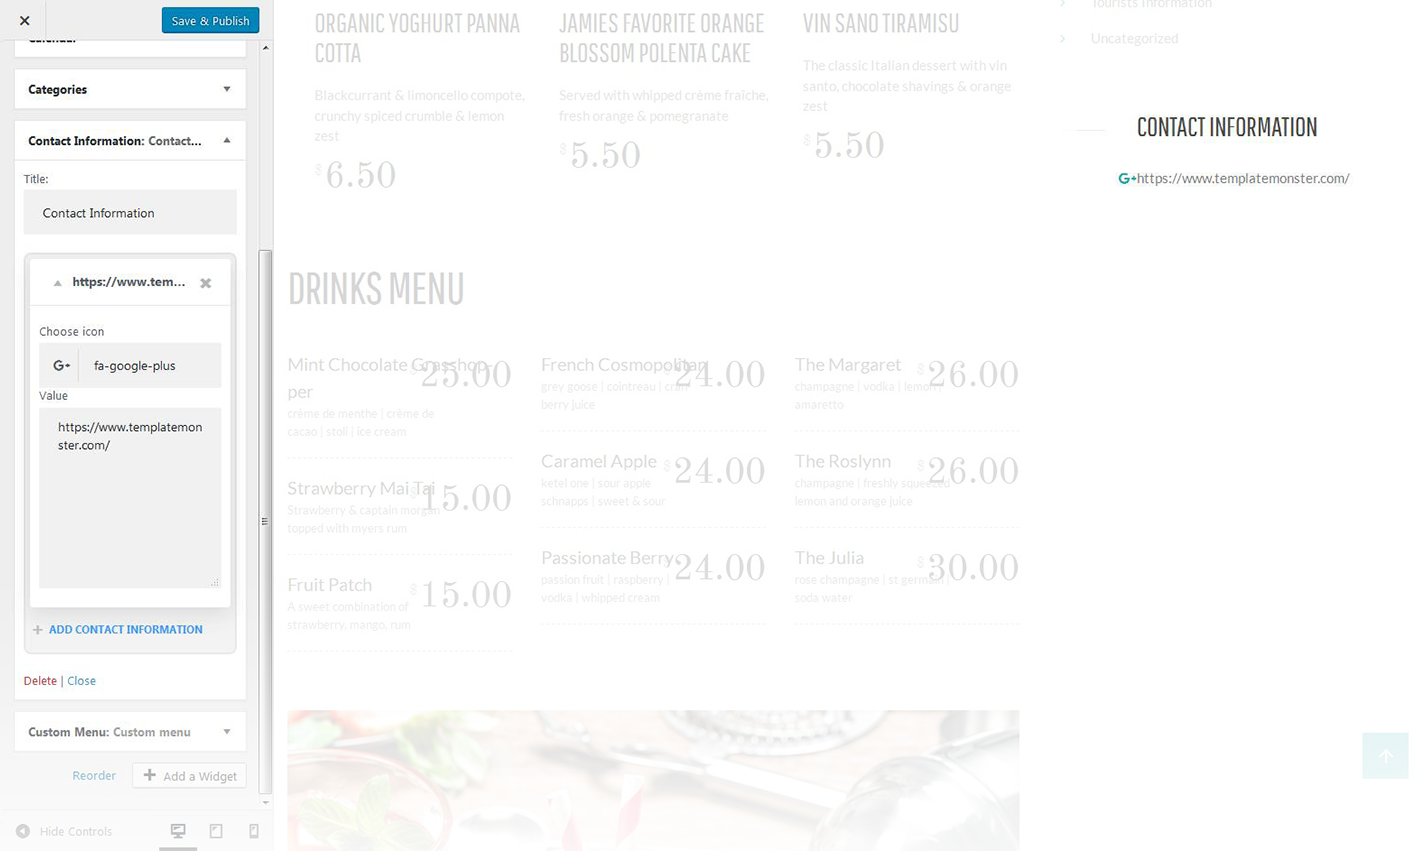 Save & Publish
Calendar
Categories
Contact Information: Contact...
Title:
Contact Information
https://www.tem...
Choose icon
G+
fa-google-plus
Value
https://www.templatemon
ster.com/
ADD CONTACT INFORMATION
Delete | Close
Custom Menu: Custom menu
Reorder
Add a Widget
Hide Controls
ORGANIC YOGHURT PANNA
COTTA
Blackcurrant & limoncello compote,
crunchy spiced crumble & lemon
zest
$6.50
JAMIES FAVORITE ORANGE
BLOSSOM POLENTA CAKE
Served with whipped crème fraîche,
fresh orange & pomegranate
$5.50
VIN SANO TIRAMISU
The classic Italian dessert with vin
santo, chocolate shavings & orange
zest
$5.50
DRINKS MENU
Mint Chocolate Grasshop-
per
$25.00
crème de menthe | crème de
cacao | stoli | ice cream
Strawberry Mai Tai
$15.00
Strawberry & captain morgan
topped with myers rum
Fruit Patch
$15.00
A sweet combination of
strawberry, mango, rum
French Cosmopolitan
$24.00
grey goose | cointreau | cran-
berry juice
Caramel Apple
$24.00
ketel one | sour apple
schnapps | sweet & sour
Passionate Berry
$24.00
passion fruit | raspberry |
vodka | whipped cream
The Margaret
$26.00
champagne | vodka | lemon /
amaretto
The Roslynn
$26.00
champagne | freshly squeezed
lemon and orange juice
The Julia
$30.00
rose champagne | st germain |
soda water
Tourists Information
Uncategorized
CONTACT INFORMATION
G+https://www.templatemonster.com/